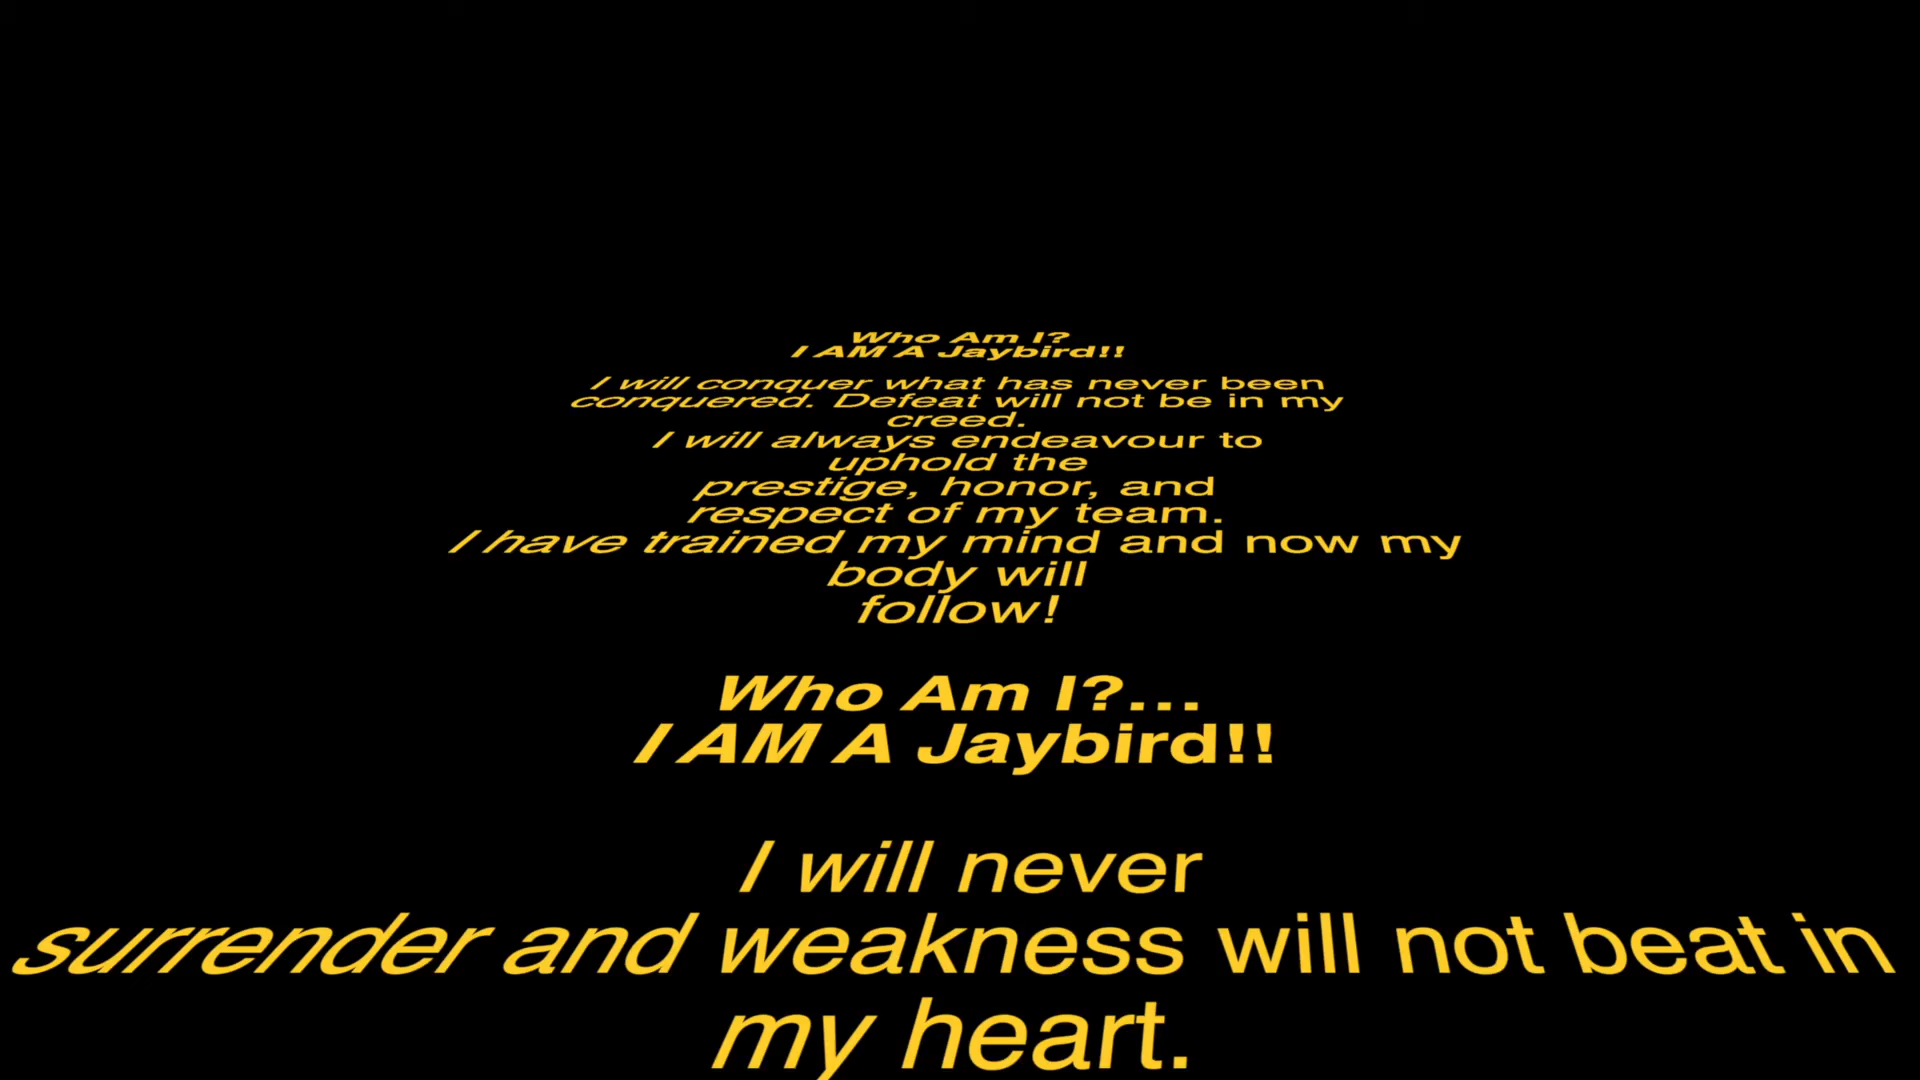 Who Am I?
I AM A Jaybird!!
I will conquer what has never been
conquered. Defeat will not be in my
creed.
I will always endeavour to
uphold the
prestige, honor, and
respect of my team.
I have trained my mind and now my
body will
follow!
Who Am I?...
I AM A Jaybird!!
I will never
surrender and weakness will not beat in
my heart.